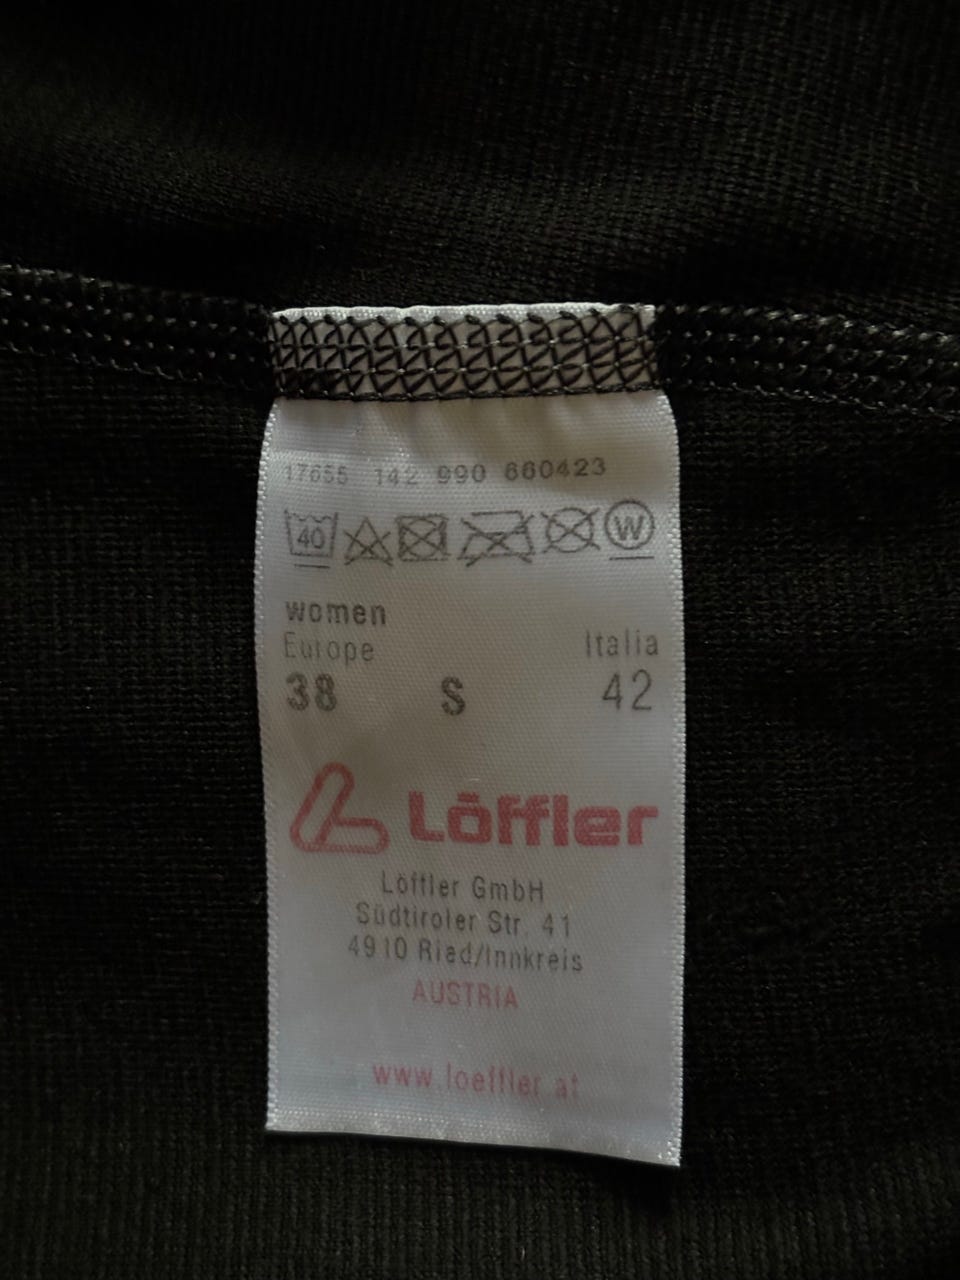 17655 142 990 660423
40 W
women
Europe Italia
38 S 42
Löffler
Löffler GmbH
Südtiroler Str. 41
4910 Ried/Innkreis
AUSTRIA
www.loeffler.at